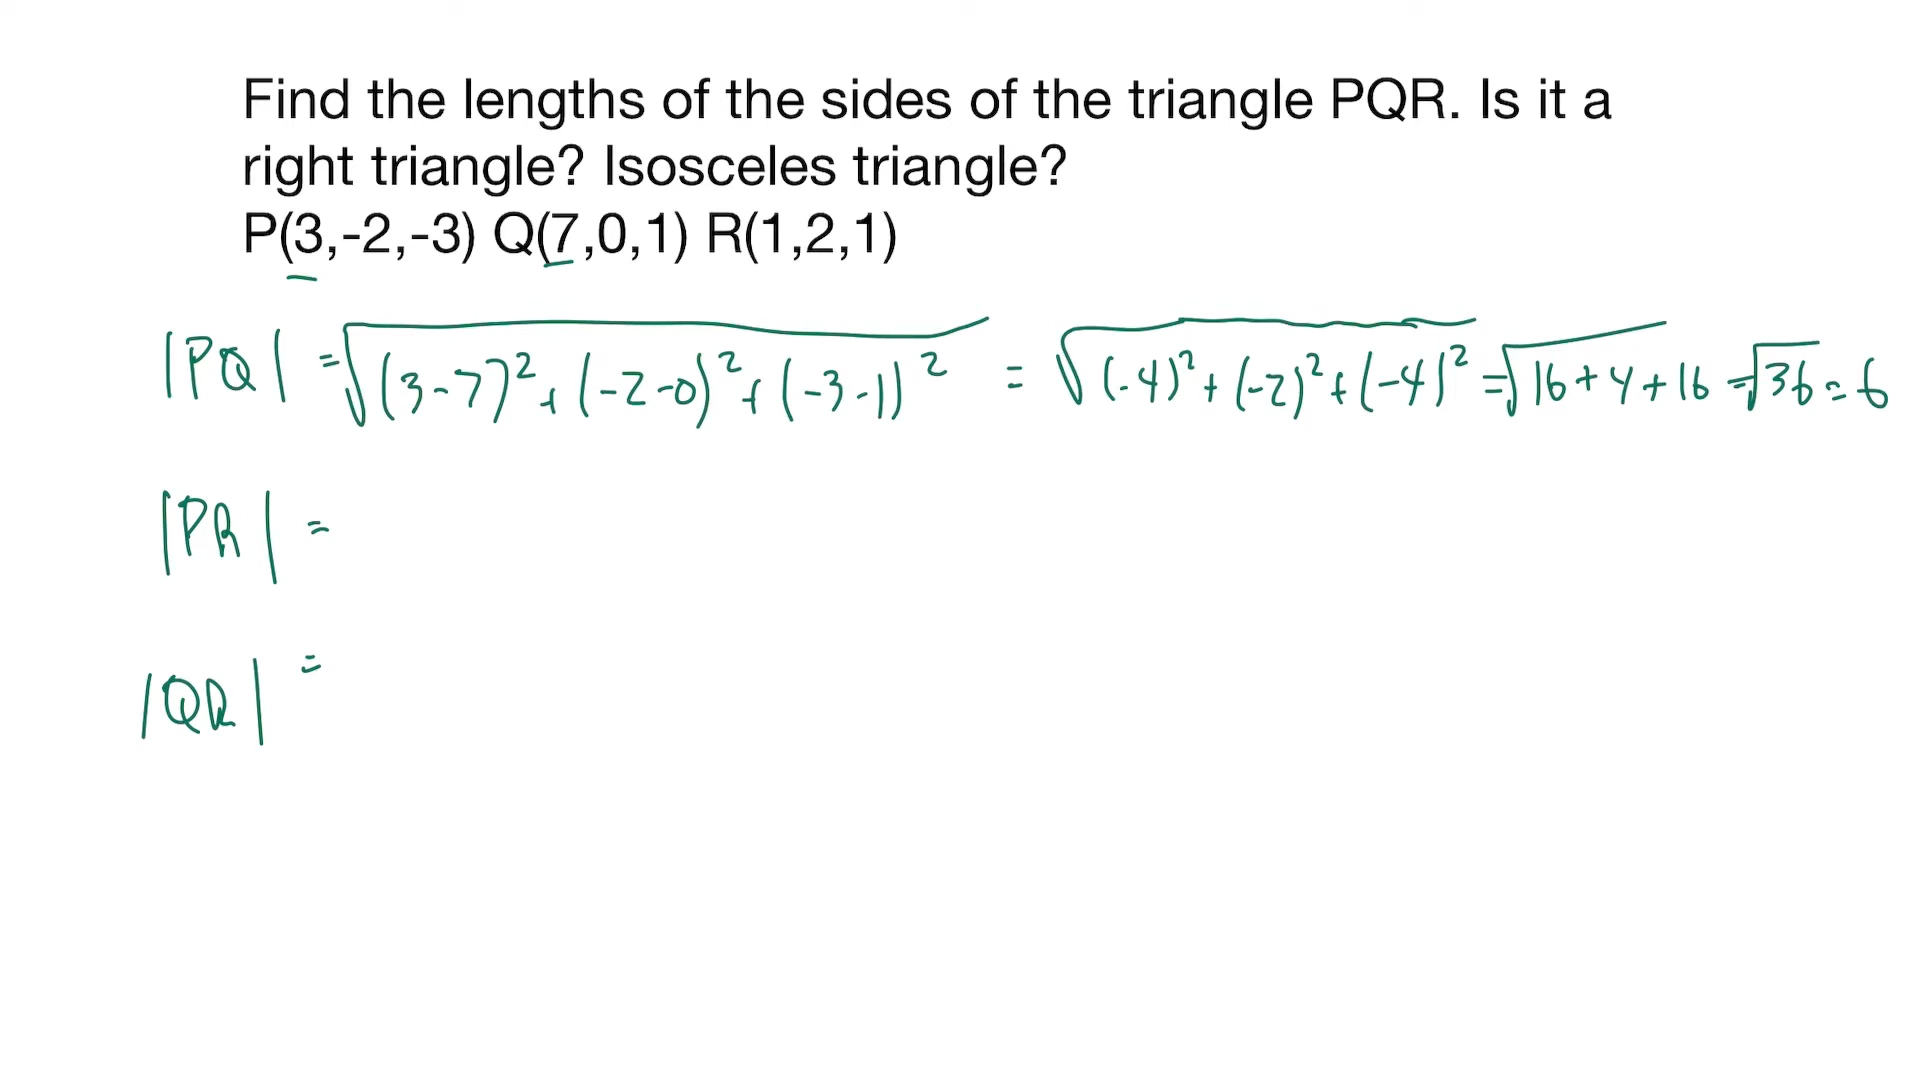 Find the lengths of the sides of the triangle PQR. Is it a
right triangle? Isosceles triangle?
P(3,-2,-3) Q(7,0,1) R(1,2,1)
|PQ| = √(3-7)²+(-2-0)²+(-3-1)² = √(-4)²+(-2)²+(-4)² = √16+4+16 = √36 = 6
|PR| =
|QR| =